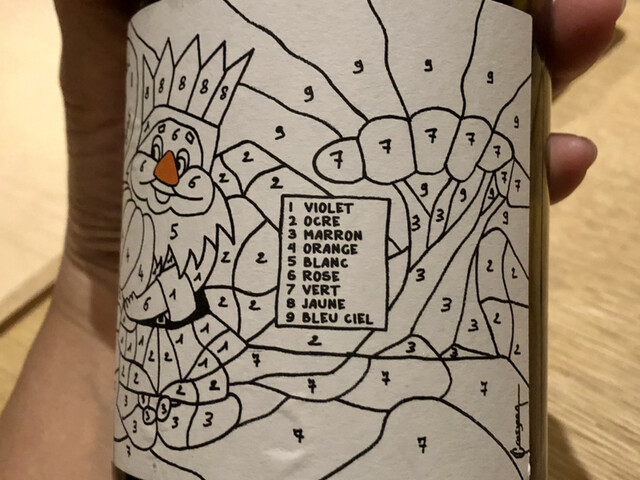 1 VIOLET
2 OCRE
3 MARRON
4 ORANGE
5 BLANC
6 ROSE
7 VERT
8 JAUNE
9 BLEU CIEL